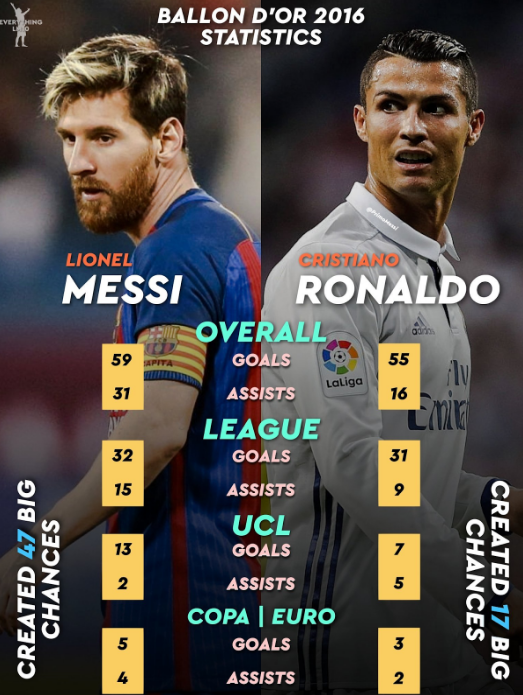 EVERYTHING
BALLON D'OR 2016
STATISTICS
@PrimeMessi
LIONEL
MESSI
CRISTIANO
RONALDO
OVERALL
59 GOALS 55
31 ASSISTS 16
LEAGUE
32 GOALS 31
15 ASSISTS 9
UCL
13 GOALS 7
2 ASSISTS 5
COPA | EURO
5 GOALS 3
4 ASSISTS 2
CREATED 47 BIG
CHANCES
CREATED 17 BIG
CHANCES
adidas
LaLiga
Fly
Emirates